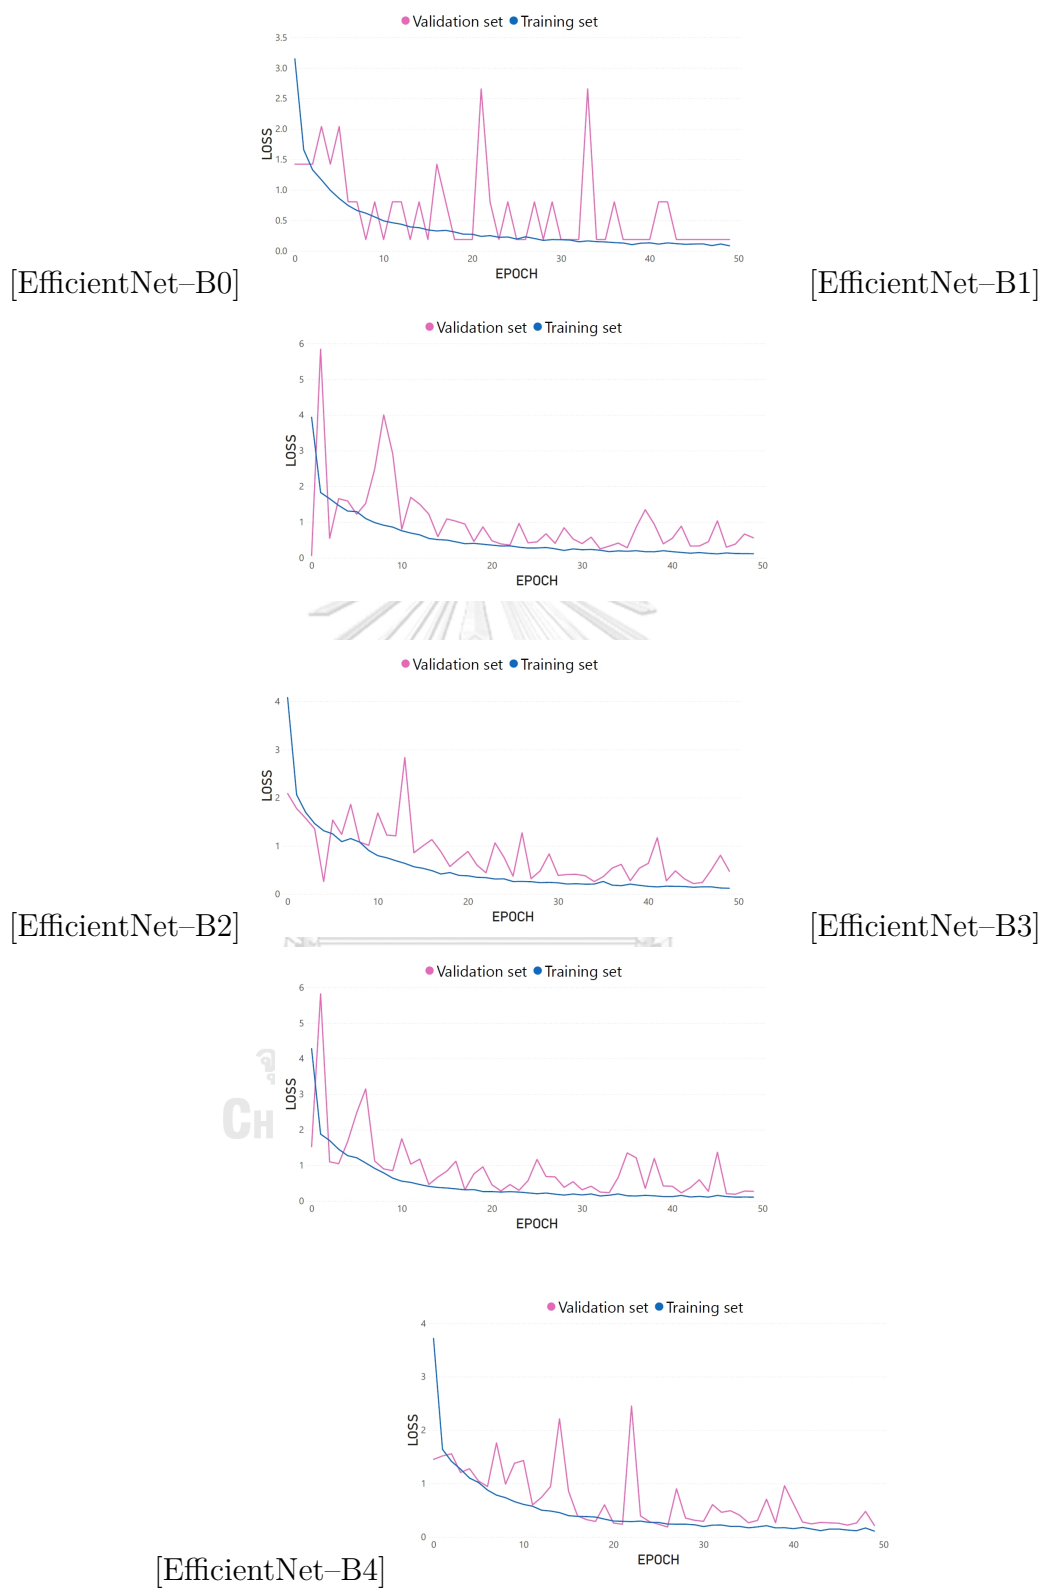 Validation set Training set
3.5
3.0
2.5
2.0
1.5
1.0
0.5
0.0
LOSS
0 10 20 30 40 50
EPOCH
[EfficientNet–B0] [EfficientNet–B1]
Validation set Training set
6
5
4
3
2
1
0
LOSS
0 10 20 30 40 50
EPOCH
Validation set Training set
4
3
2
1
0
LOSS
0 10 20 30 40 50
EPOCH
[EfficientNet–B2] [EfficientNet–B3]
Validation set Training set
6
5
4
3
2
1
0
LOSS
0 10 20 30 40 50
EPOCH
จุ
CH
Validation set Training set
4
3
2
1
0
LOSS
0 10 20 30 40 50
EPOCH
[EfficientNet–B4]